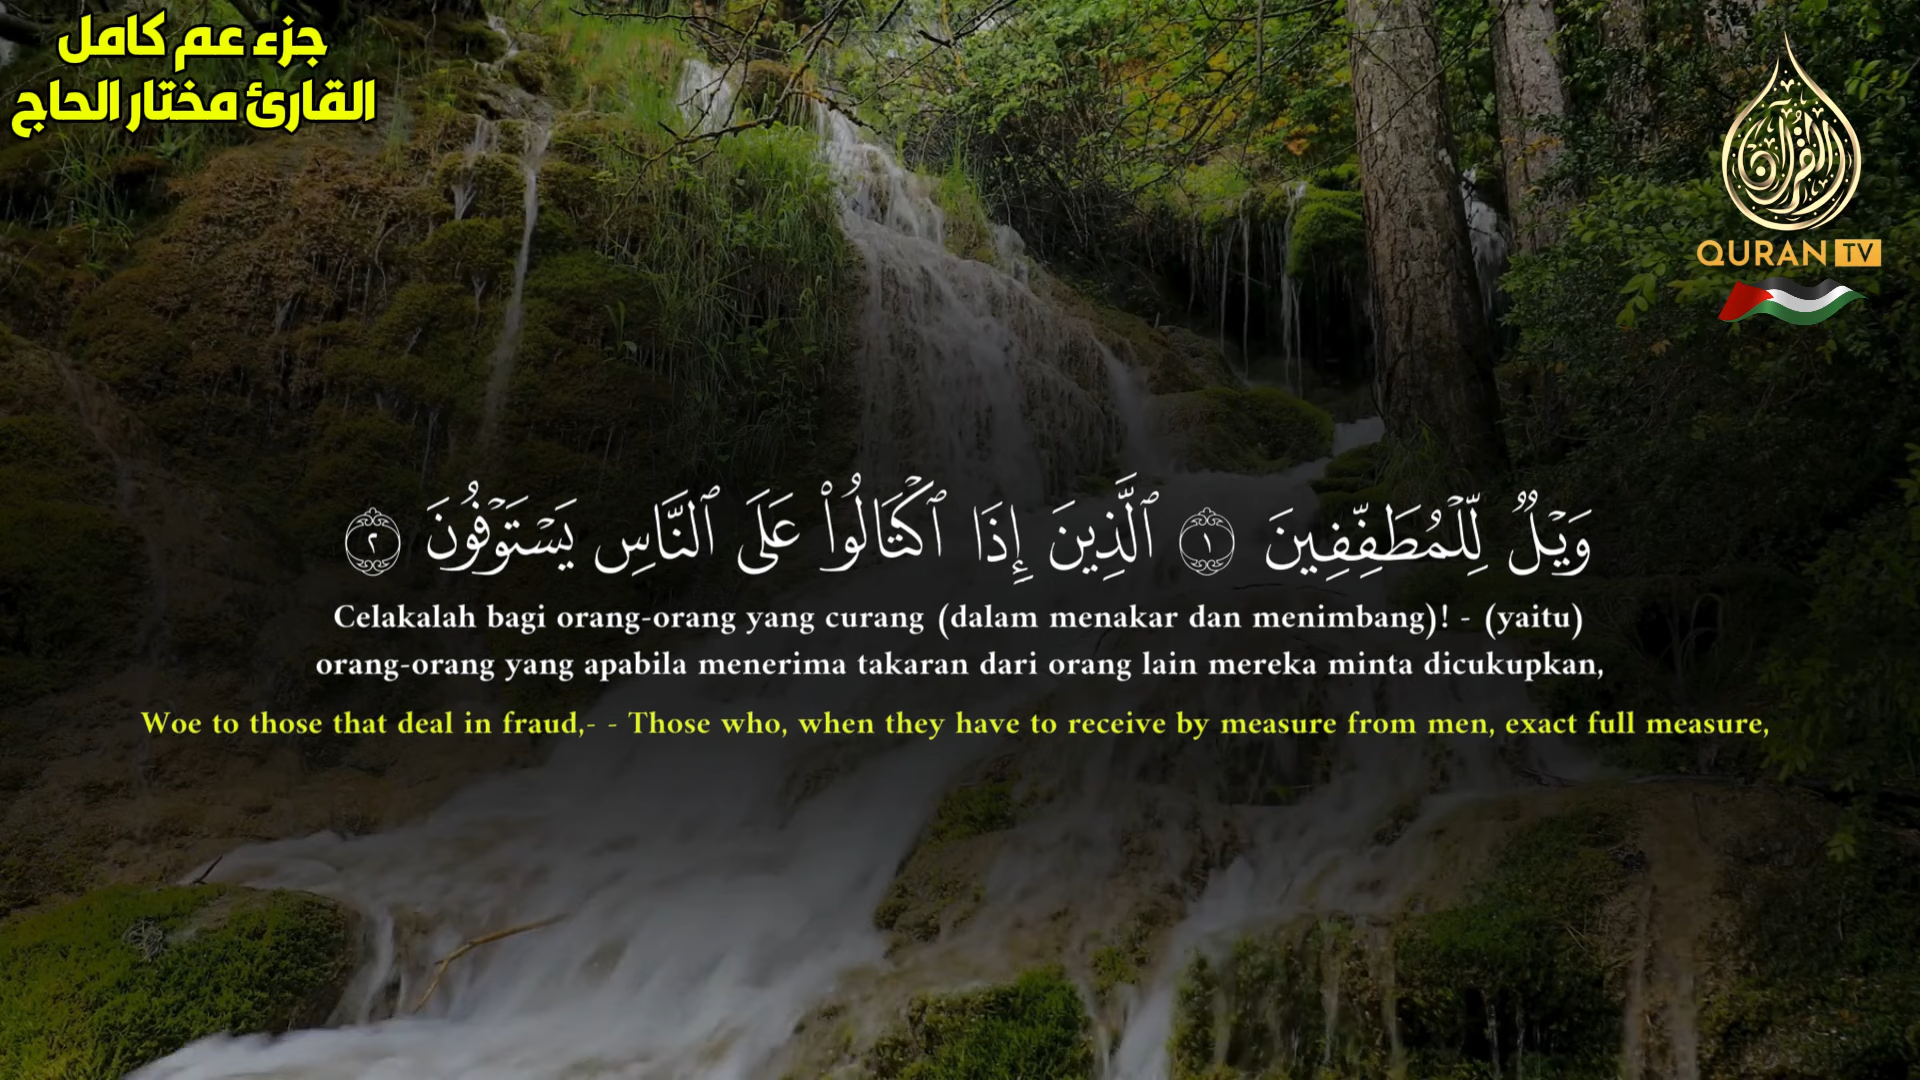 جزء عم كامل
القارئ مختار الحاج
القرآن
QURAN TV
وَيْلٌ لِّلْمُطَفِّفِينَ ١ ٱلَّذِينَ إِذَا ٱكْتَالُوا۟ عَلَى ٱلنَّاسِ يَسْتَوْفُونَ ٢
Celakalah bagi orang-orang yang curang (dalam menakar dan menimbang)! - (yaitu)
orang-orang yang apabila menerima takaran dari orang lain mereka minta dicukupkan,
Woe to those that deal in fraud,- - Those who, when they have to receive by measure from men, exact full measure,